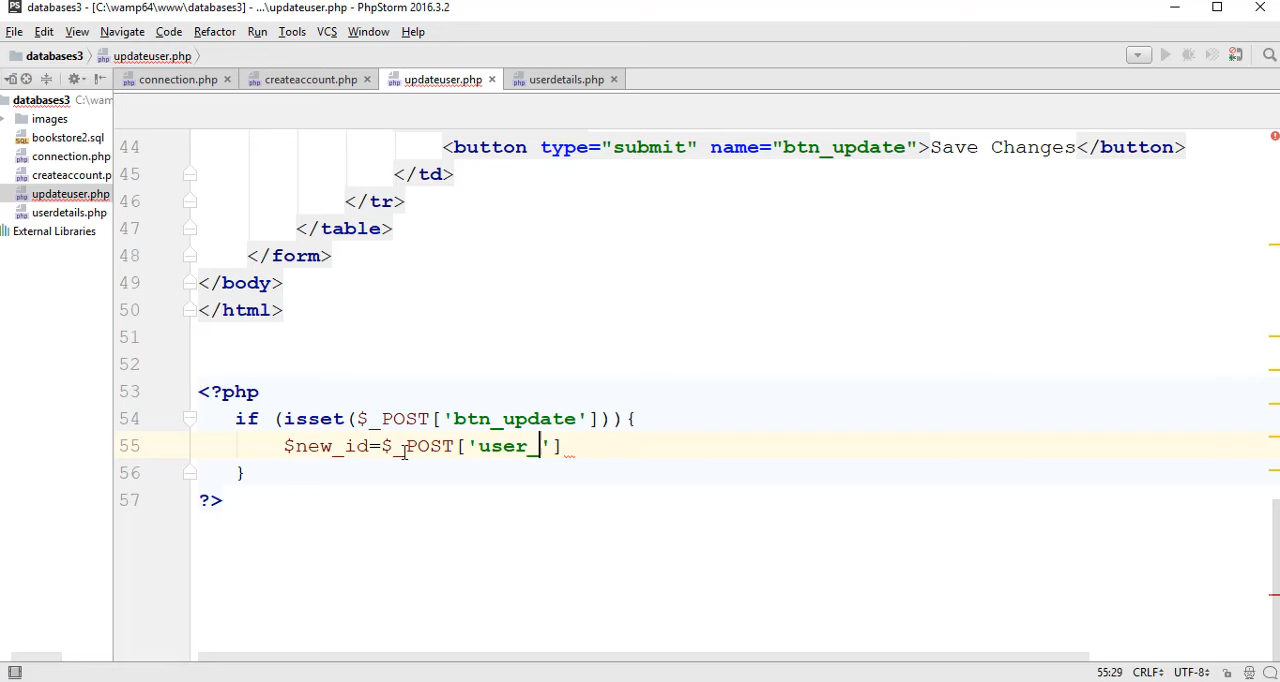 databases3 - [C:\wamp64\www\databases3] - ...\updateuser.php - PhpStorm 2016.3.2
File Edit View Navigate Code Refactor Run Tools VCS Window Help
databases3 updateuser.php
connection.php createaccount.php updateuser.php userdetails.php
databases3 C:\wam
images
bookstore2.sql
connection.php
createaccount.p
updateuser.php
userdetails.php
External Libraries
44 <button type="submit" name="btn_update">Save Changes</button>
45 </td>
46 </tr>
47 </table>
48 </form>
49 </body>
50 </html>
51
52
53 <?php
54 if (isset($_POST['btn_update'])){
55 $new_id=$_POST['user_']
56 }
57 ?>
55:29 CRLF UTF-8